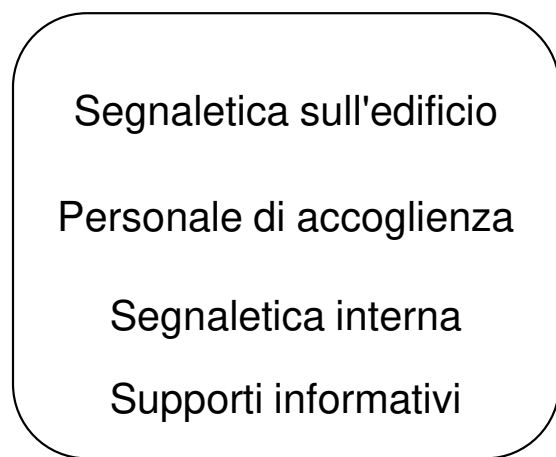 Segnaletica sull'edificio
Personale di accoglienza
Segnaletica interna
Supporti informativi